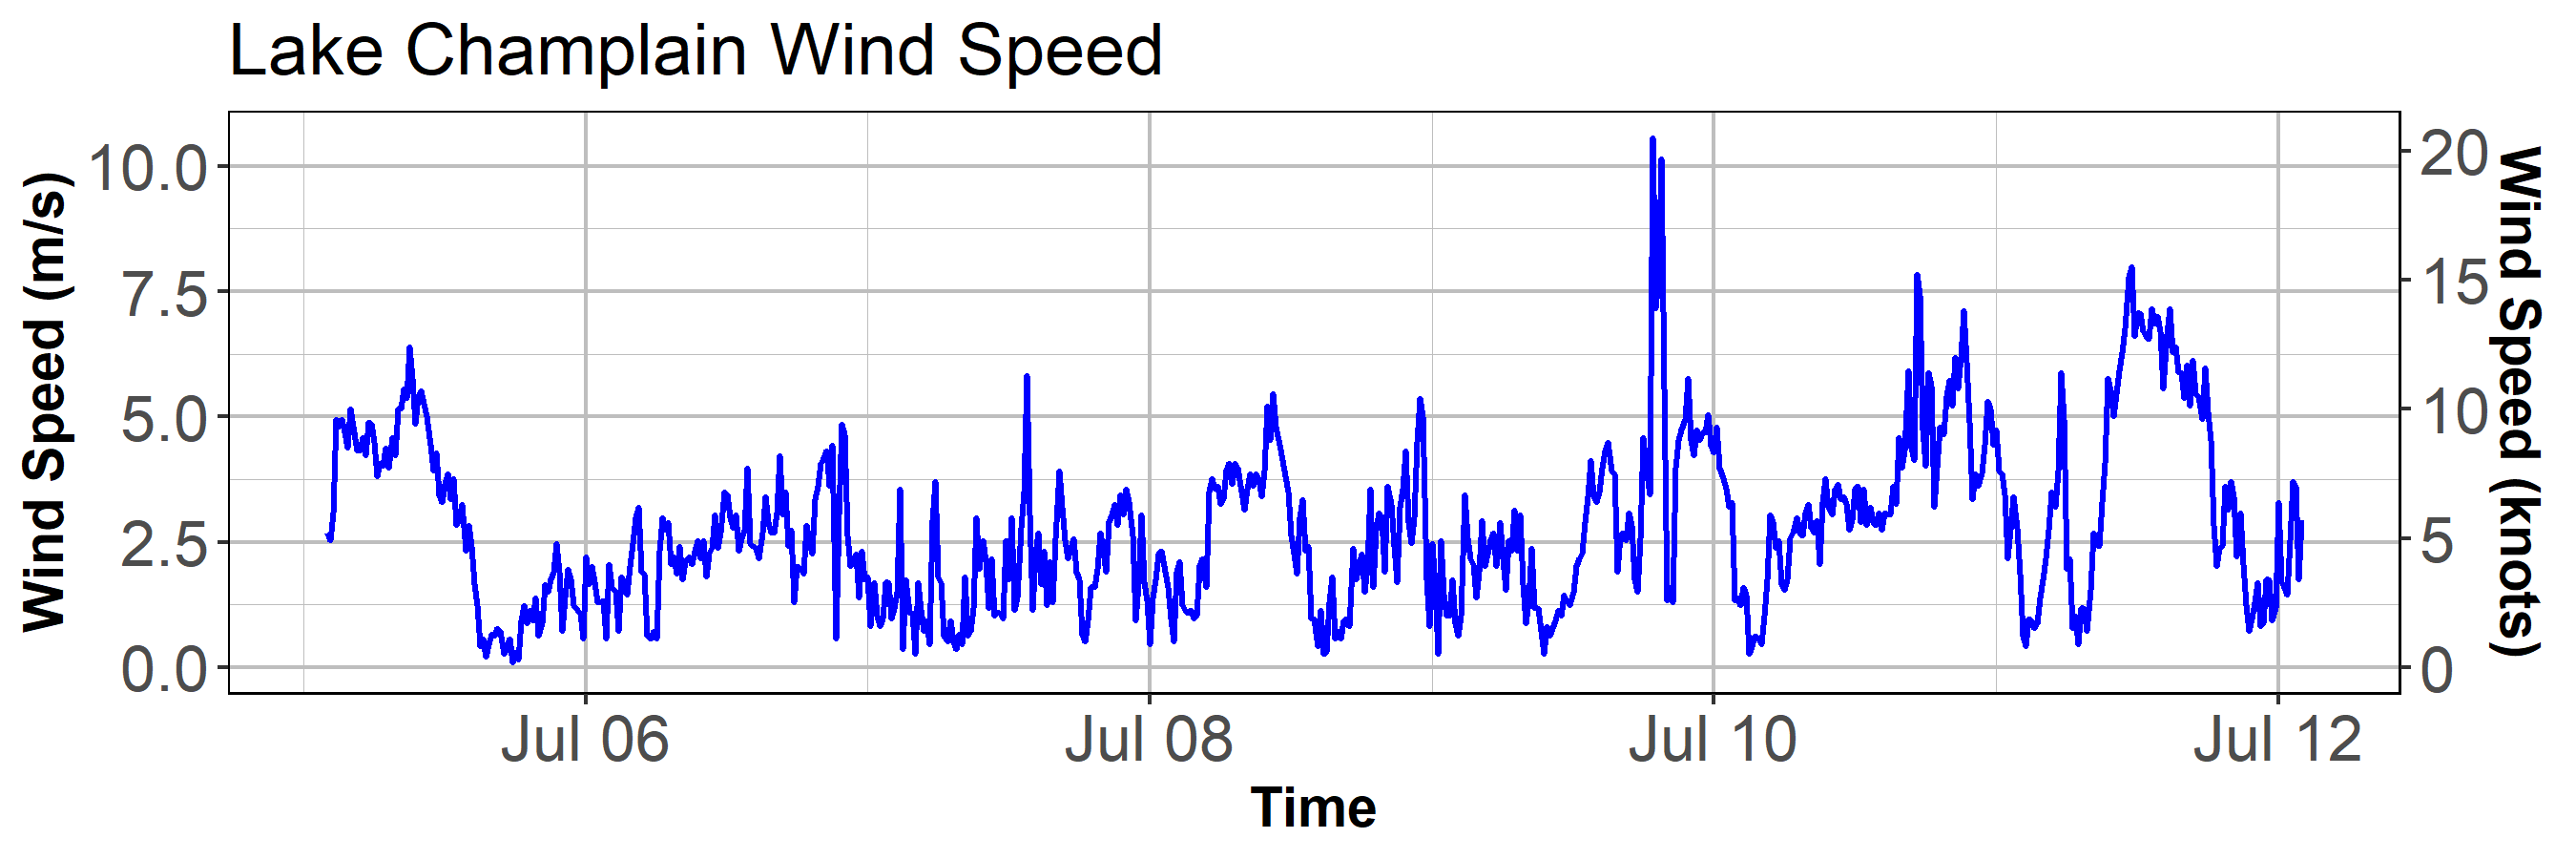 Lake Champlain Wind Speed
Wind Speed (m/s)
10.0
7.5
5.0
2.5
0.0
20
15
10
5
0
Wind Speed (knots)
Jul 06
Jul 08
Jul 10
Jul 12
Time